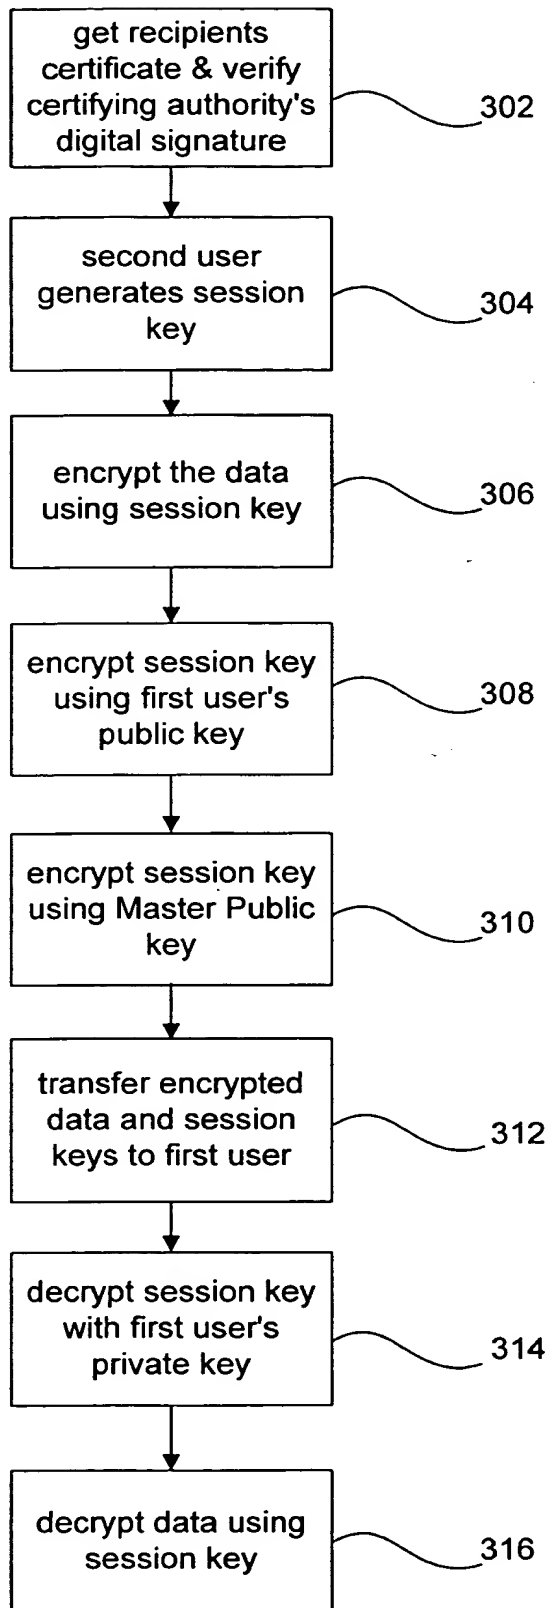 get recipients
certificate & verify
certifying authority's
digital signature
302
second user
generates session
key
304
encrypt the data
using session key
306
encrypt session key
using first user's
public key
308
encrypt session key
using Master Public
key
310
transfer encrypted
data and session
keys to first user
312
decrypt session key
with first user's
private key
314
decrypt data using
session key
316